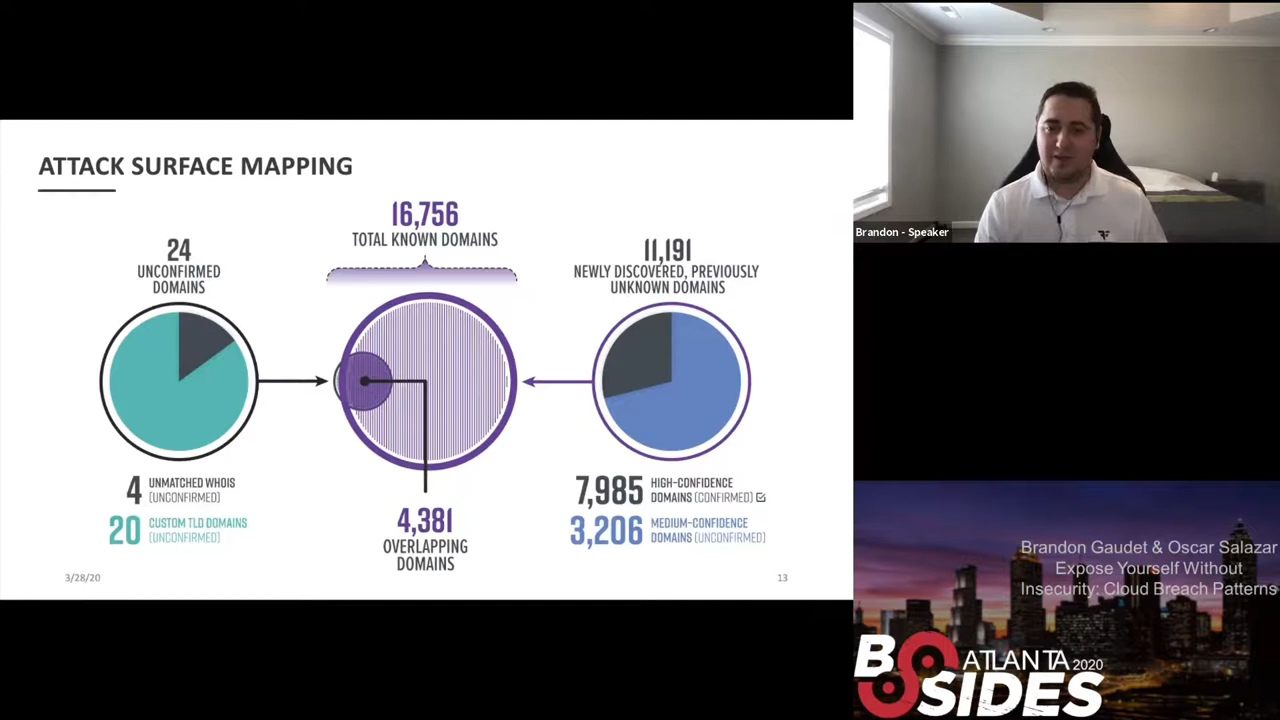 ATTACK SURFACE MAPPING
16,756
TOTAL KNOWN DOMAINS
24
UNCONFIRMED
DOMAINS
11,191
NEWLY DISCOVERED, PREVIOUSLY
UNKNOWN DOMAINS
4 UNMATCHED WHOIS
(UNCONFIRMED)
20 CUSTOM TLD DOMAINS
(UNCONFIRMED)
4,381
OVERLAPPING
DOMAINS
7,985 HIGH-CONFIDENCE
DOMAINS (CONFIRMED)
3,206 MEDIUM-CONFIDENCE
DOMAINS (UNCONFIRMED)
3/28/20
13
Brandon - Speaker
Brandon Gaudet & Oscar Salazar
Expose Yourself Without
Insecurity: Cloud Breach Patterns
BSIDES
ATLANTA 2020